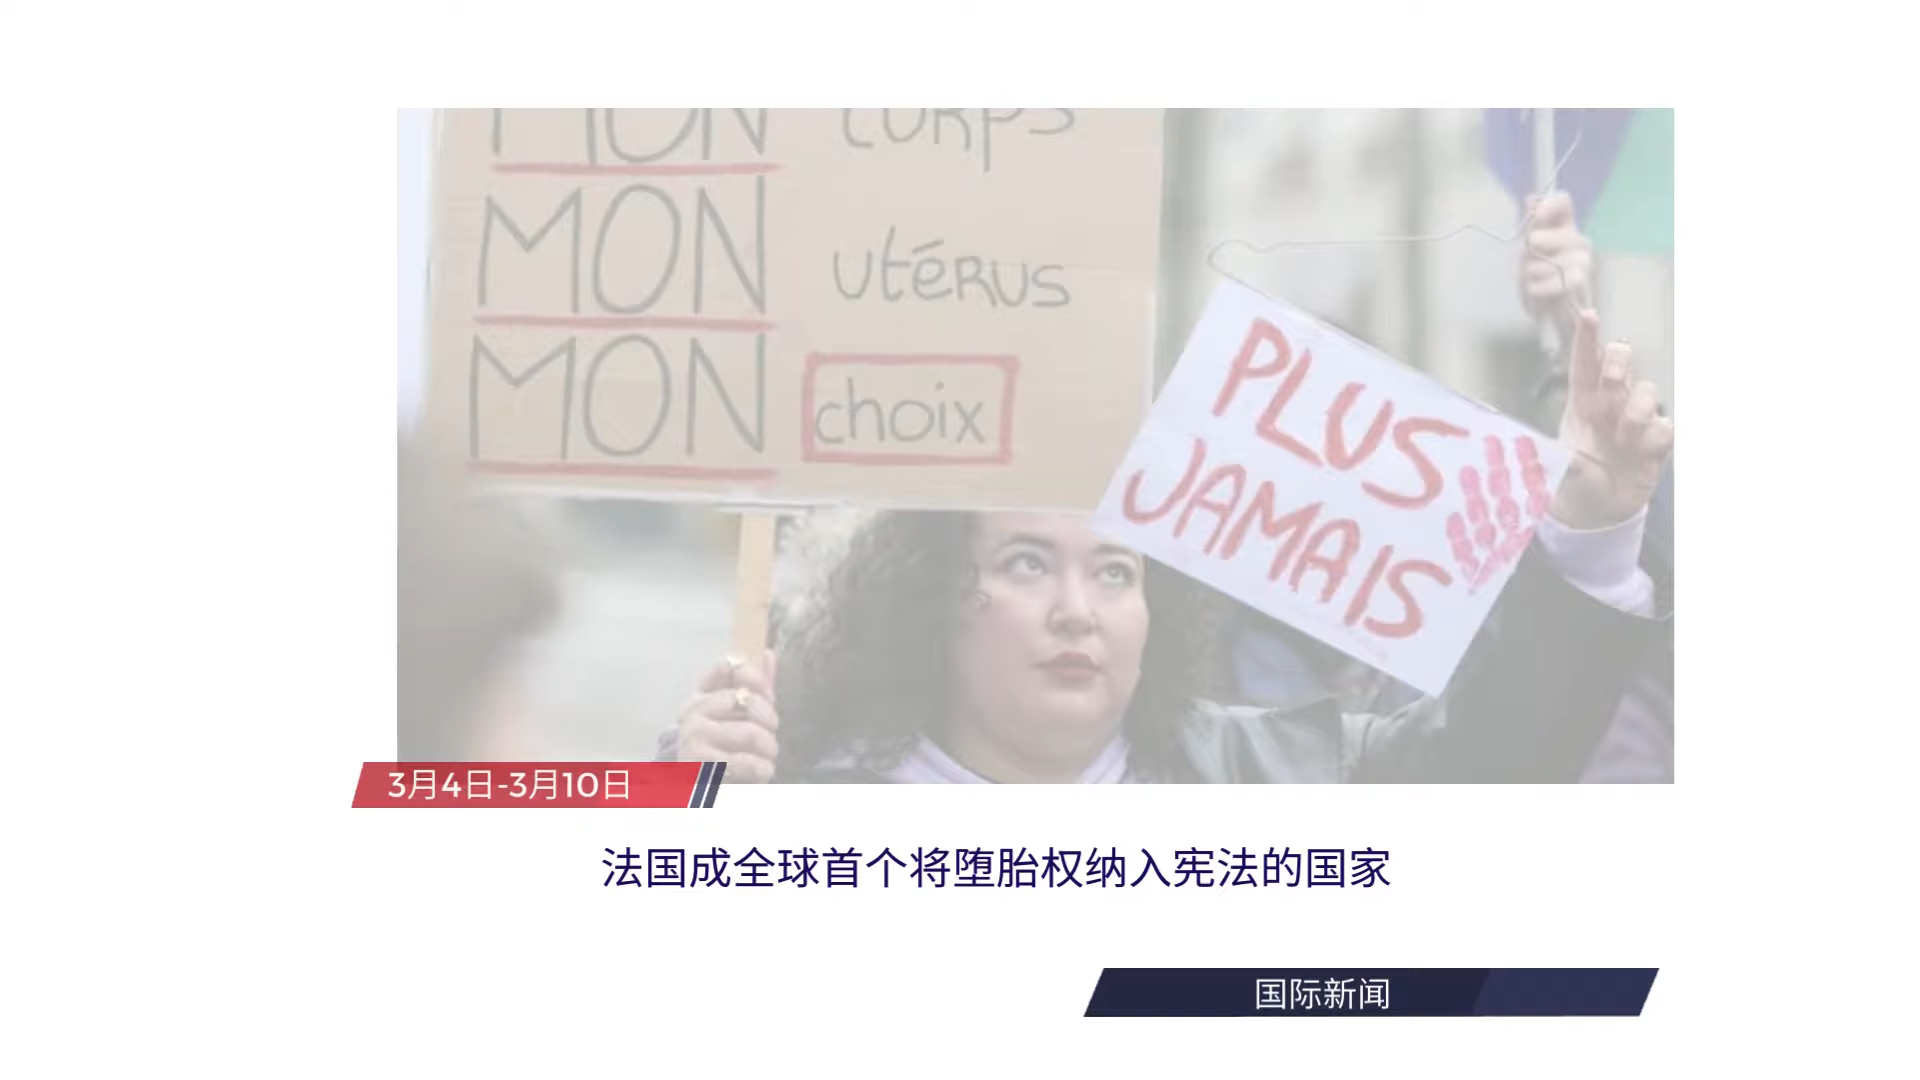 MON CORPS
MON utérus
MON choix
PLUS
JAMAIS
3月4日-3月10日
法国成全球首个将堕胎权纳入宪法的国家
国际新闻